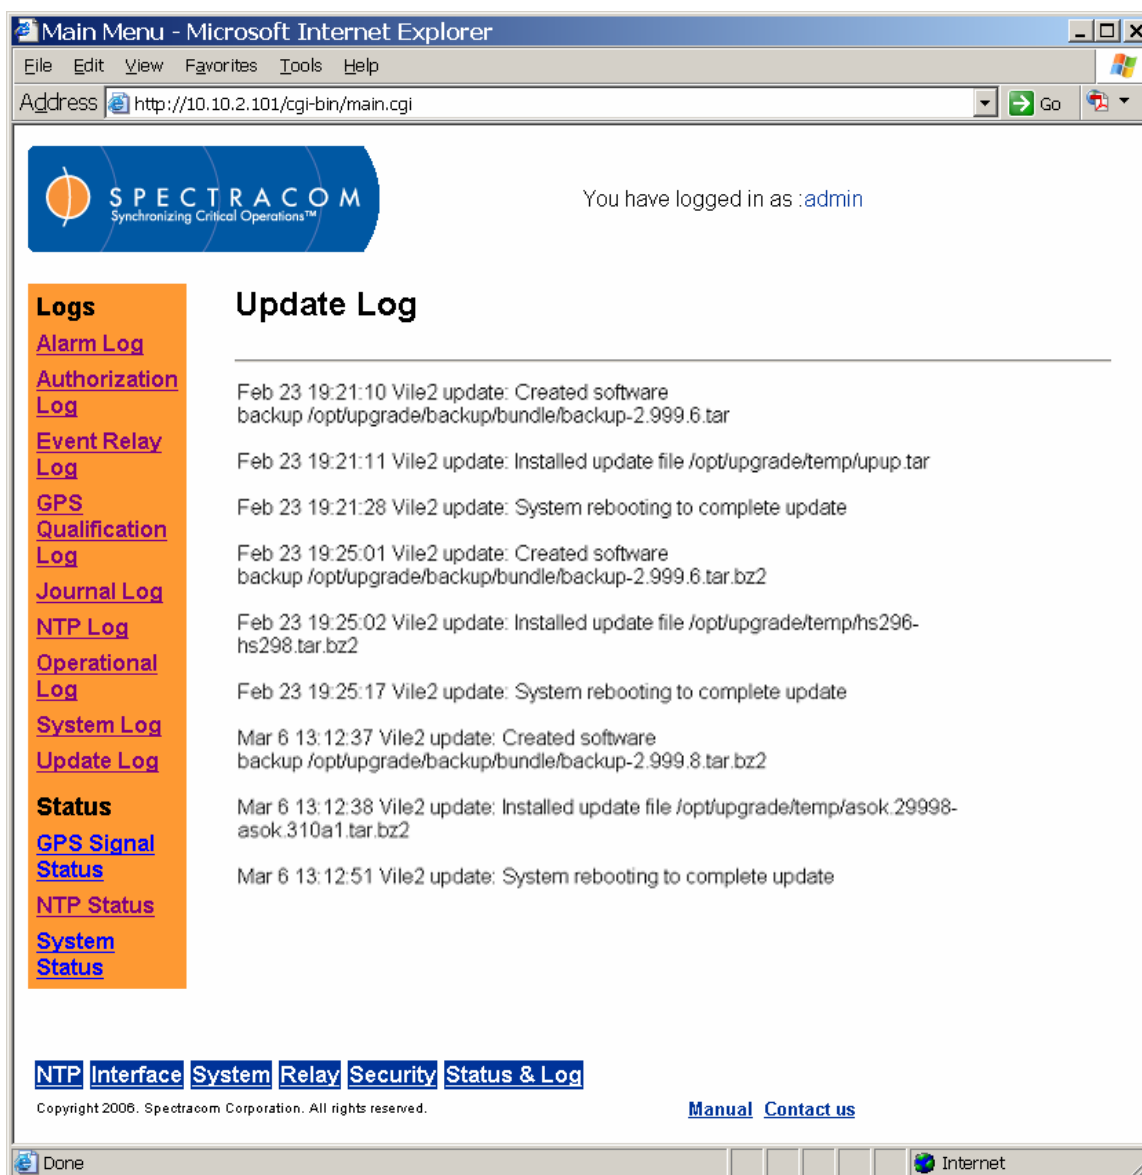 Main Menu - Microsoft Internet Explorer
File Edit View Favorites Tools Help
Address http://10.10.2.101/cgi-bin/main.cgi Go
SPECTRACOM
Synchronizing Critical Operations™
You have logged in as :admin
Logs
Alarm Log
Authorization
Log
Event Relay
Log
GPS
Qualification
Log
Journal Log
NTP Log
Operational
Log
System Log
Update Log
Status
GPS Signal
Status
NTP Status
System
Status
Update Log
Feb 23 19:21:10 Vile2 update: Created software
backup /opt/upgrade/backup/bundle/backup-2.999.6.tar
Feb 23 19:21:11 Vile2 update: Installed update file /opt/upgrade/temp/upup.tar
Feb 23 19:21:28 Vile2 update: System rebooting to complete update
Feb 23 19:25:01 Vile2 update: Created software
backup /opt/upgrade/backup/bundle/backup-2.999.6.tar.bz2
Feb 23 19:25:02 Vile2 update: Installed update file /opt/upgrade/temp/hs296-
hs298.tar.bz2
Feb 23 19:25:17 Vile2 update: System rebooting to complete update
Mar 6 13:12:37 Vile2 update: Created software
backup /opt/upgrade/backup/bundle/backup-2.999.8.tar.bz2
Mar 6 13:12:38 Vile2 update: Installed update file /opt/upgrade/temp/asok.29998-
asok.310a1.tar.bz2
Mar 6 13:12:51 Vile2 update: System rebooting to complete update
NTP Interface System Relay Security Status & Log
Copyright 2006. Spectracom Corporation. All rights reserved.
Manual Contact us
Done Internet